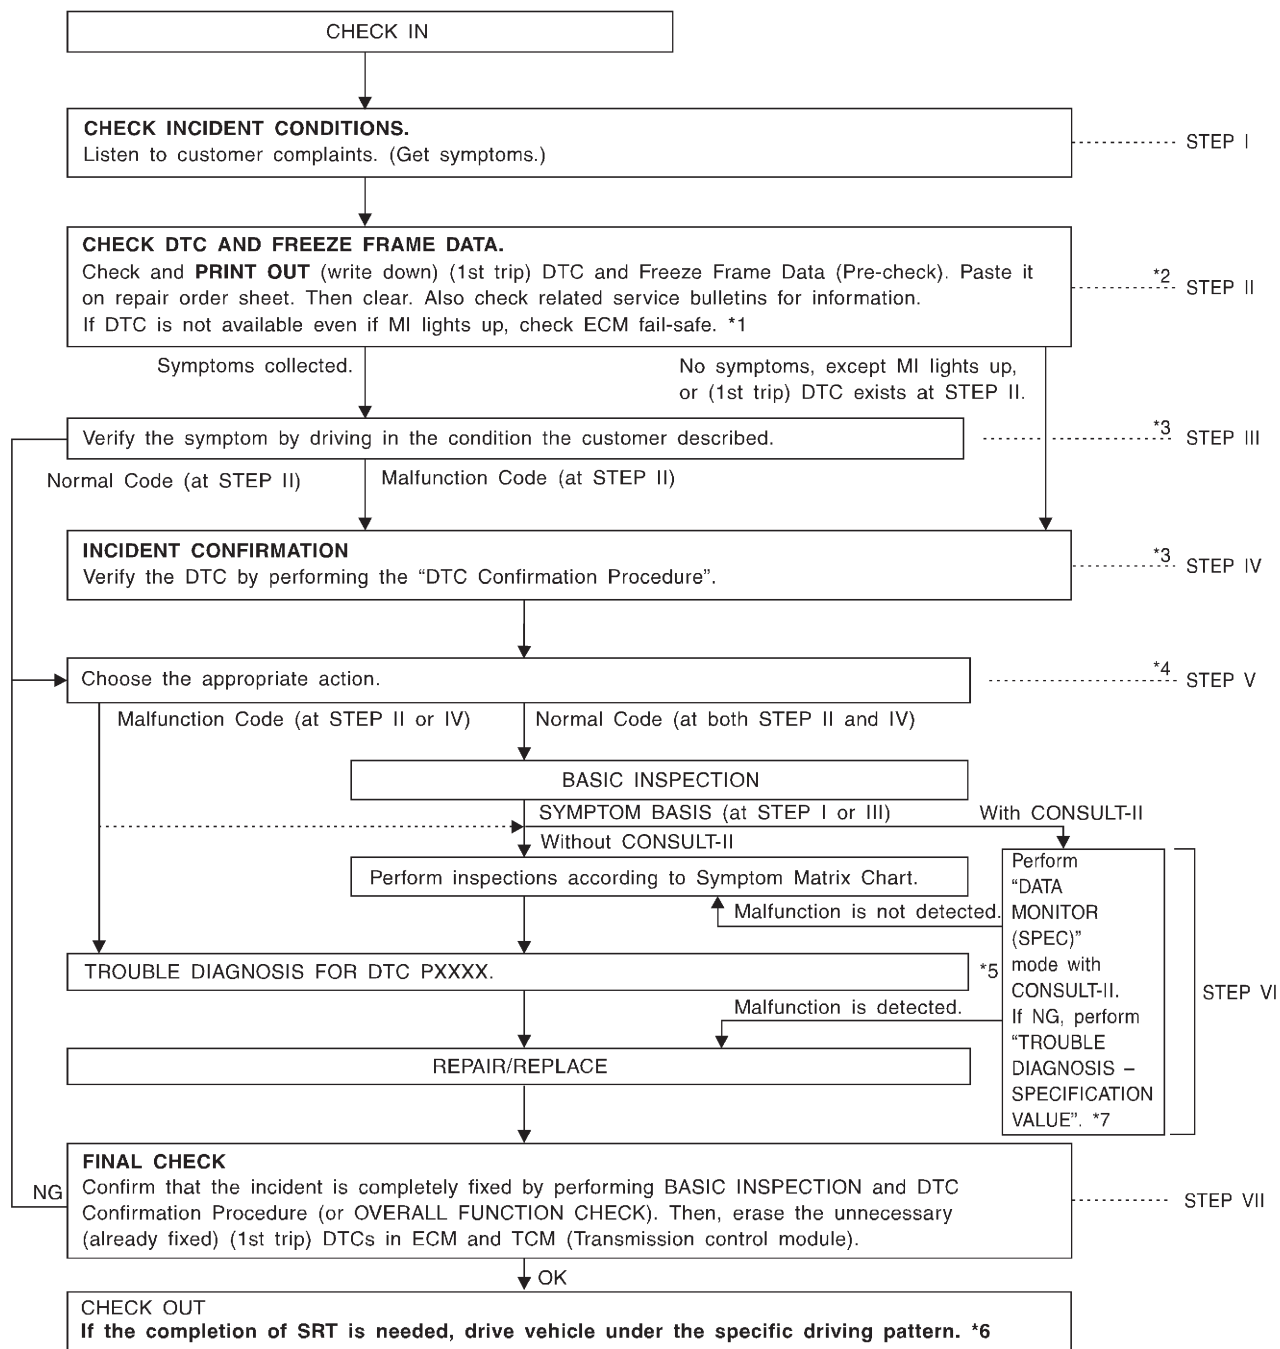 CHECK IN
CHECK INCIDENT CONDITIONS.
Listen to customer complaints. (Get symptoms.)
STEP I
CHECK DTC AND FREEZE FRAME DATA.
Check and PRINT OUT (write down) (1st trip) DTC and Freeze Frame Data (Pre-check). Paste it
on repair order sheet. Then clear. Also check related service bulletins for information.
If DTC is not available even if MI lights up, check ECM fail-safe. *1
*2 STEP II
Symptoms collected.
No symptoms, except MI lights up,
or (1st trip) DTC exists at STEP II.
Verify the symptom by driving in the condition the customer described.
*3 STEP III
Normal Code (at STEP II)
Malfunction Code (at STEP II)
INCIDENT CONFIRMATION
Verify the DTC by performing the “DTC Confirmation Procedure”.
*3 STEP IV
Choose the appropriate action.
*4 STEP V
Malfunction Code (at STEP II or IV)
Normal Code (at both STEP II and IV)
BASIC INSPECTION
SYMPTOM BASIS (at STEP I or III)
With CONSULT-II
Without CONSULT-II
Perform inspections according to Symptom Matrix Chart.
Malfunction is not detected.
Perform
“DATA
MONITOR
(SPEC)”
mode with
CONSULT-II.
If NG, perform
“TROUBLE
DIAGNOSIS –
SPECIFICATION
VALUE”. *7
STEP VI
TROUBLE DIAGNOSIS FOR DTC PXXXX.
*5
Malfunction is detected.
REPAIR/REPLACE
FINAL CHECK
Confirm that the incident is completely fixed by performing BASIC INSPECTION and DTC
Confirmation Procedure (or OVERALL FUNCTION CHECK). Then, erase the unnecessary
(already fixed) (1st trip) DTCs in ECM and TCM (Transmission control module).
NG
STEP VII
OK
CHECK OUT
If the completion of SRT is needed, drive vehicle under the specific driving pattern. *6